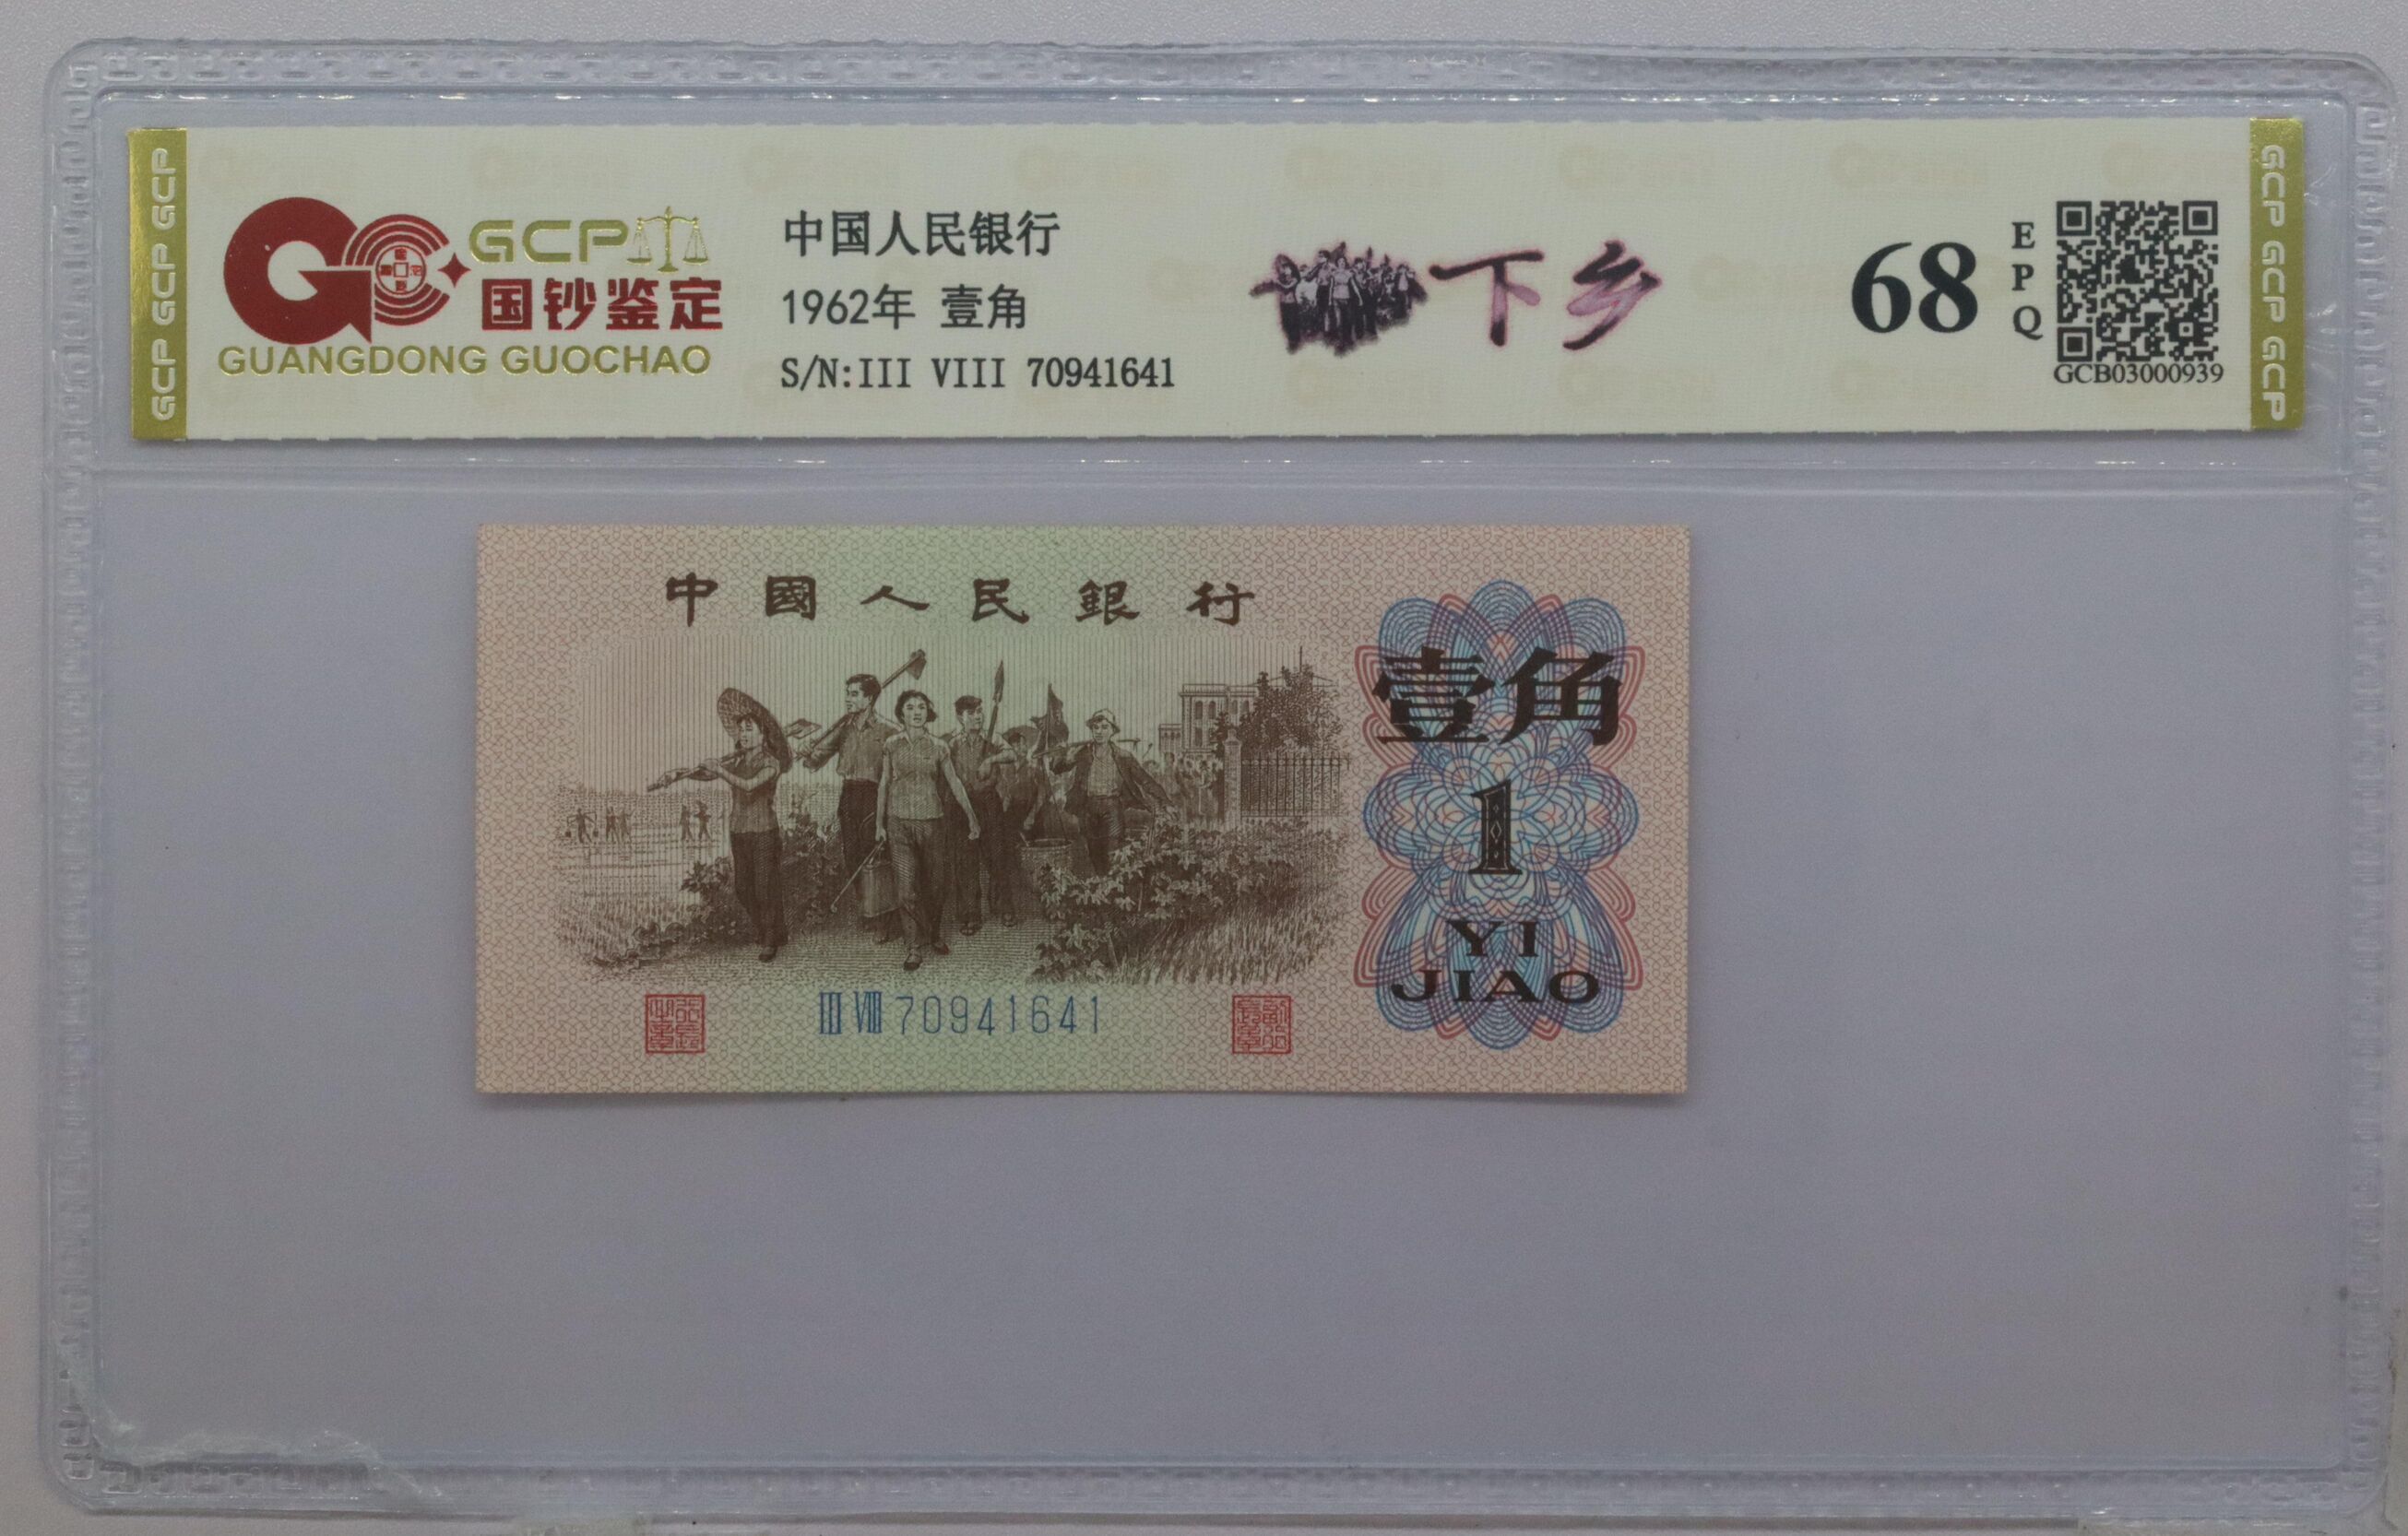 GCP GCP GCP
GCP
国钞鉴定
GUANGDONG GUOCHAO
中国人民银行
1962年 壹角
S/N:III VIII 70941641
下乡
68
EPQ
GCB03000939
GCP GCP GCP
中國人民銀行
壹角
1
YI
JIAO
III VIII 70941641